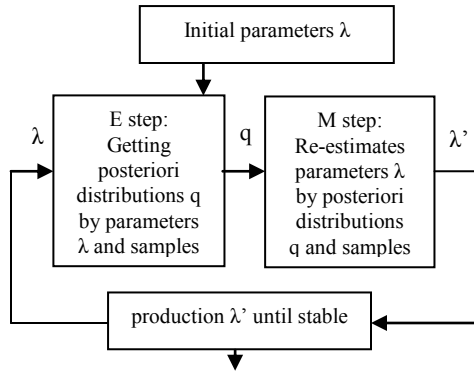 Initial parameters λ
λ
E step:
Getting
posteriori
distributions q
by parameters
λ and samples
q
M step:
Re-estimates
parameters λ
by posteriori
distributions
q and samples
λ’
production λ’ until stable